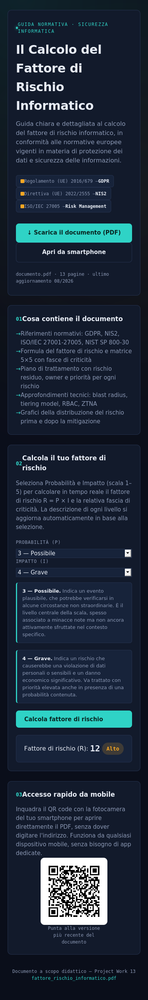 GUIDA NORMATIVA · SICUREZZA
INFORMATICA
Il Calcolo del
Fattore di
Rischio
Informatico
Guida chiara e dettagliata al calcolo
del fattore di rischio informatico, in
conformità alle normative europee
vigenti in materia di protezione dei
dati e sicurezza delle informazioni.
Regolamento (UE) 2016/679 —GDPR
Direttiva (UE) 2022/2555 —NIS2
ISO/IEC 27005 —Risk Management
↓ Scarica il documento (PDF)
Apri da smartphone
documento.pdf · 13 pagine · ultimo
aggiornamento 08/2026
01 Cosa contiene il documento
→Riferimenti normativi: GDPR, NIS2,
ISO/IEC 27001-27005, NIST SP 800-30
→Formula del fattore di rischio e matrice
5×5 con fasce di criticità
→Piano di trattamento con rischio
residuo, owner e priorità per ogni
rischio
→Approfondimenti tecnici: blast radius,
tiering model, RBAC, ZTNA
→Grafici della distribuzione del rischio
prima e dopo la mitigazione
02 Calcola il tuo fattore di
rischio
Seleziona Probabilità e Impatto (scala 1–
5) per calcolare in tempo reale il fattore
di rischio R = P × I e la relativa fascia di
criticità. La descrizione di ogni livello si
aggiorna automaticamente in base alla
selezione.
PROBABILITÀ (P)
3 — Possibile
IMPATTO (I)
4 — Grave
3 — Possibile. Indica un evento
plausibile, che potrebbe verificarsi in
alcune circostanze non straordinarie. È il
livello centrale della scala, spesso
associato a minacce note ma non ancora
attivamente sfruttate nel contesto
specifico.
4 — Grave. Indica un rischio che
causerebbe una violazione di dati
personali o sensibili e un danno
economico significativo. Va trattato con
priorità elevata anche in presenza di una
probabilità contenuta.
Calcola fattore di rischio
Fattore di rischio (R): 12 Alto
03 Accesso rapido da mobile
Inquadra il QR code con la fotocamera
del tuo smartphone per aprire
direttamente il PDF, senza dover
digitare l'indirizzo. Funziona da qualsiasi
dispositivo mobile, senza bisogno di app
dedicate.
Punta alla versione
più recente del
documento
Documento a scopo didattico — Project Work 13
fattore_rischio_informatico.pdf